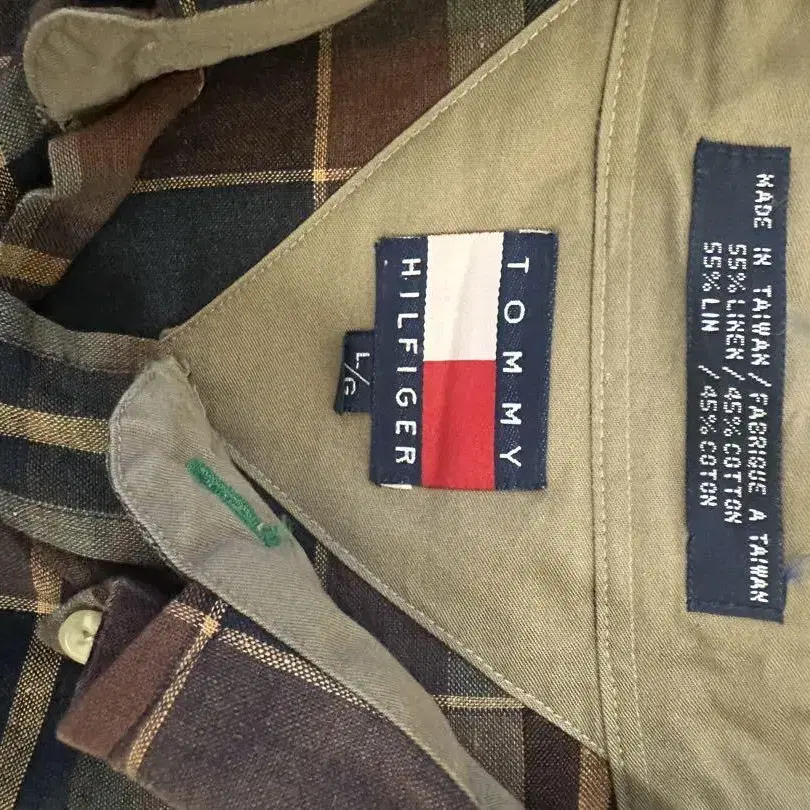 TOMMY
HILFIGER
L/G
MADE IN TAIWAN/FABRIQUE A TAIWAN
55% LINEN/45% COTTON
55% LIN /45% COTON